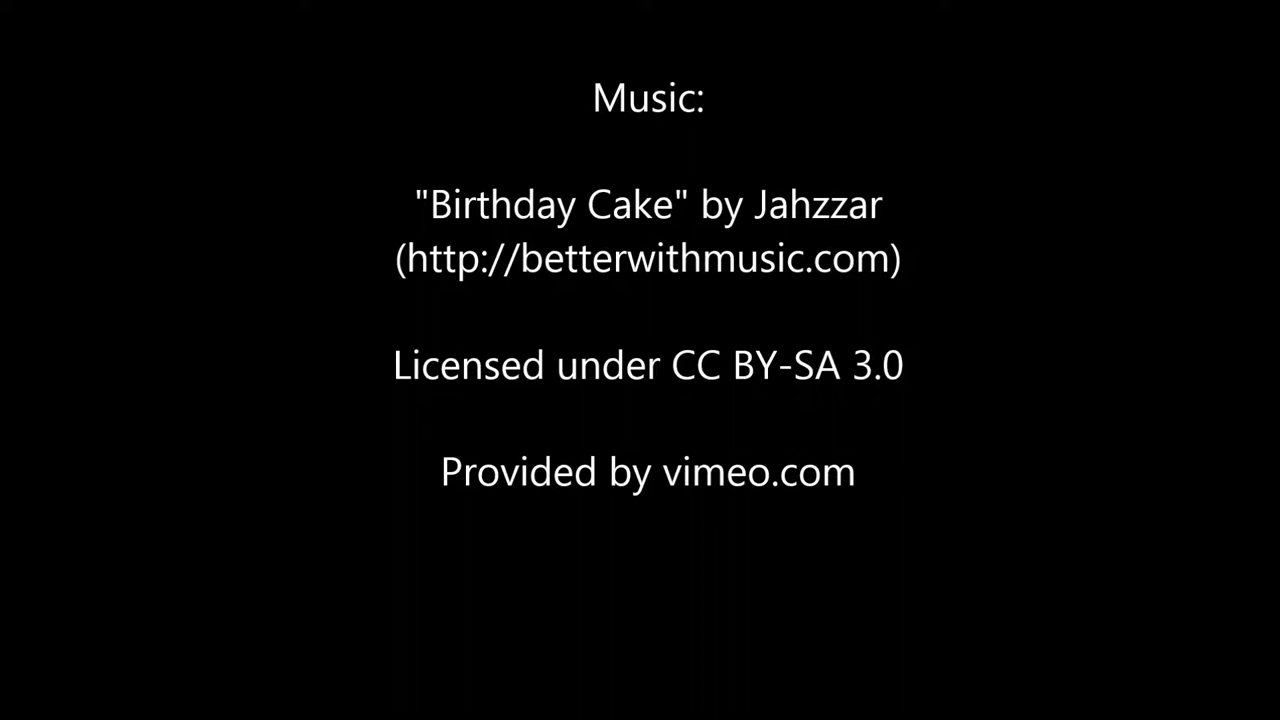 Music:
"Birthday Cake" by Jahzzar
(http://betterwithmusic.com)
Licensed under CC BY-SA 3.0
Provided by vimeo.com